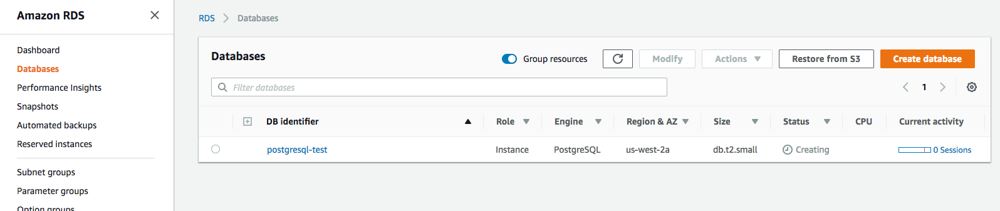 Amazon RDS
Dashboard
Databases
Performance Insights
Snapshots
Automated backups
Reserved instances
Subnet groups
Parameter groups
Option groups
RDS Databases
Databases
Group resources Modify Actions Restore from S3 Create database
Filter databases 1
DB identifier Role Engine Region & AZ Size Status CPU Current activity
postgresql-test Instance PostgreSQL us-west-2a db.t2.small Creating 0 Sessions